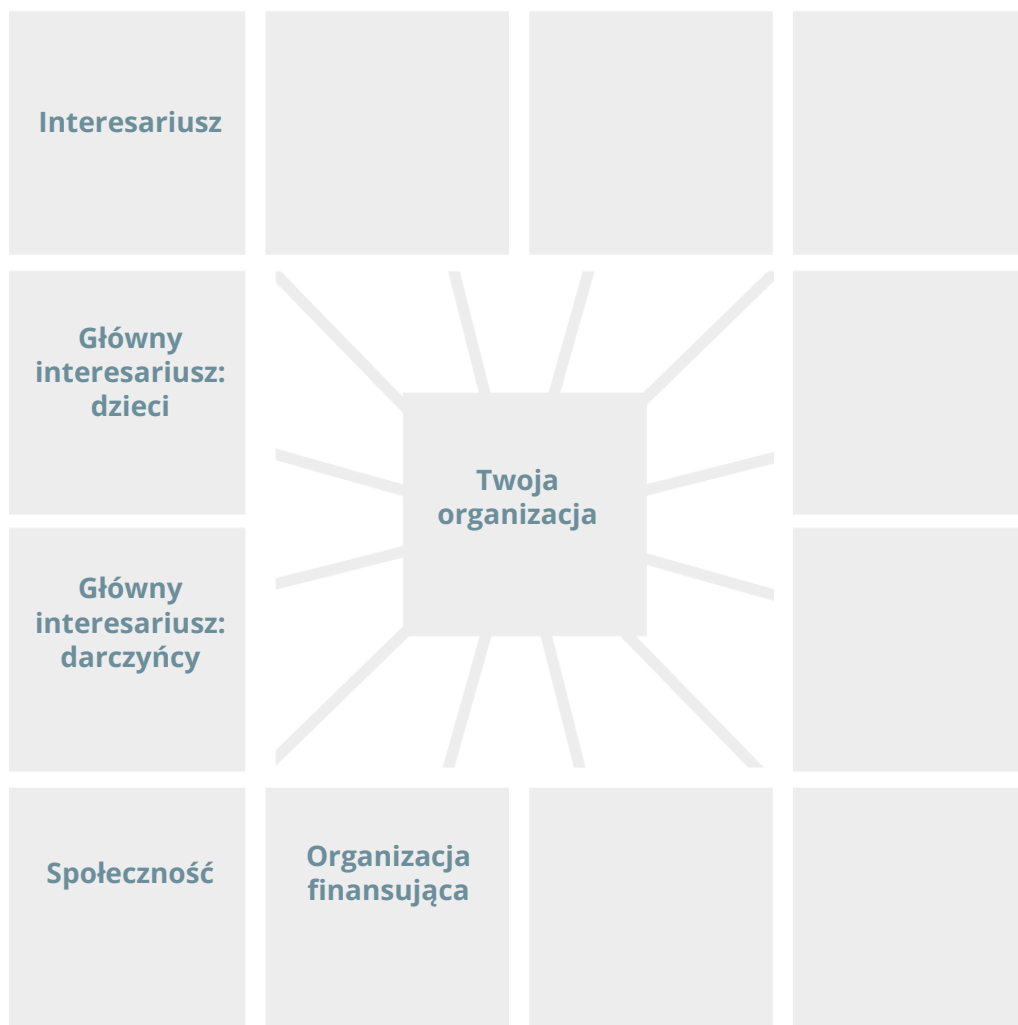 Interesariusz
Główny
interesariusz:
dzieci
Twoja
organizacja
Główny
interesariusz:
darczyńcy
Społeczność
Organizacja
finansująca